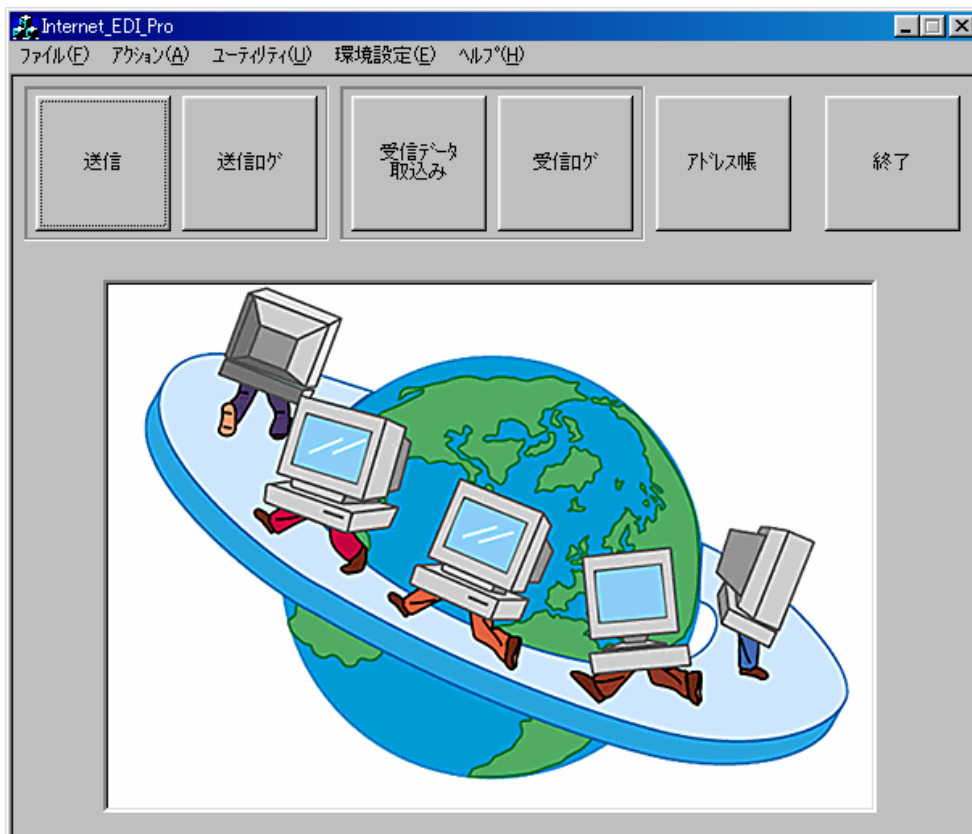 Internet_EDI_Pro
ﾌｧｲﾙ(F) ｱｸｼｮﾝ(A) ﾕｰﾃｨﾘﾃｨ(U) 環境設定(E) ﾍﾙﾌﾟ(H)
送信
送信ﾛｸﾞ
受信ﾃﾞｰﾀ
取込み
受信ﾛｸﾞ
ｱﾄﾞﾚｽ帳
終了